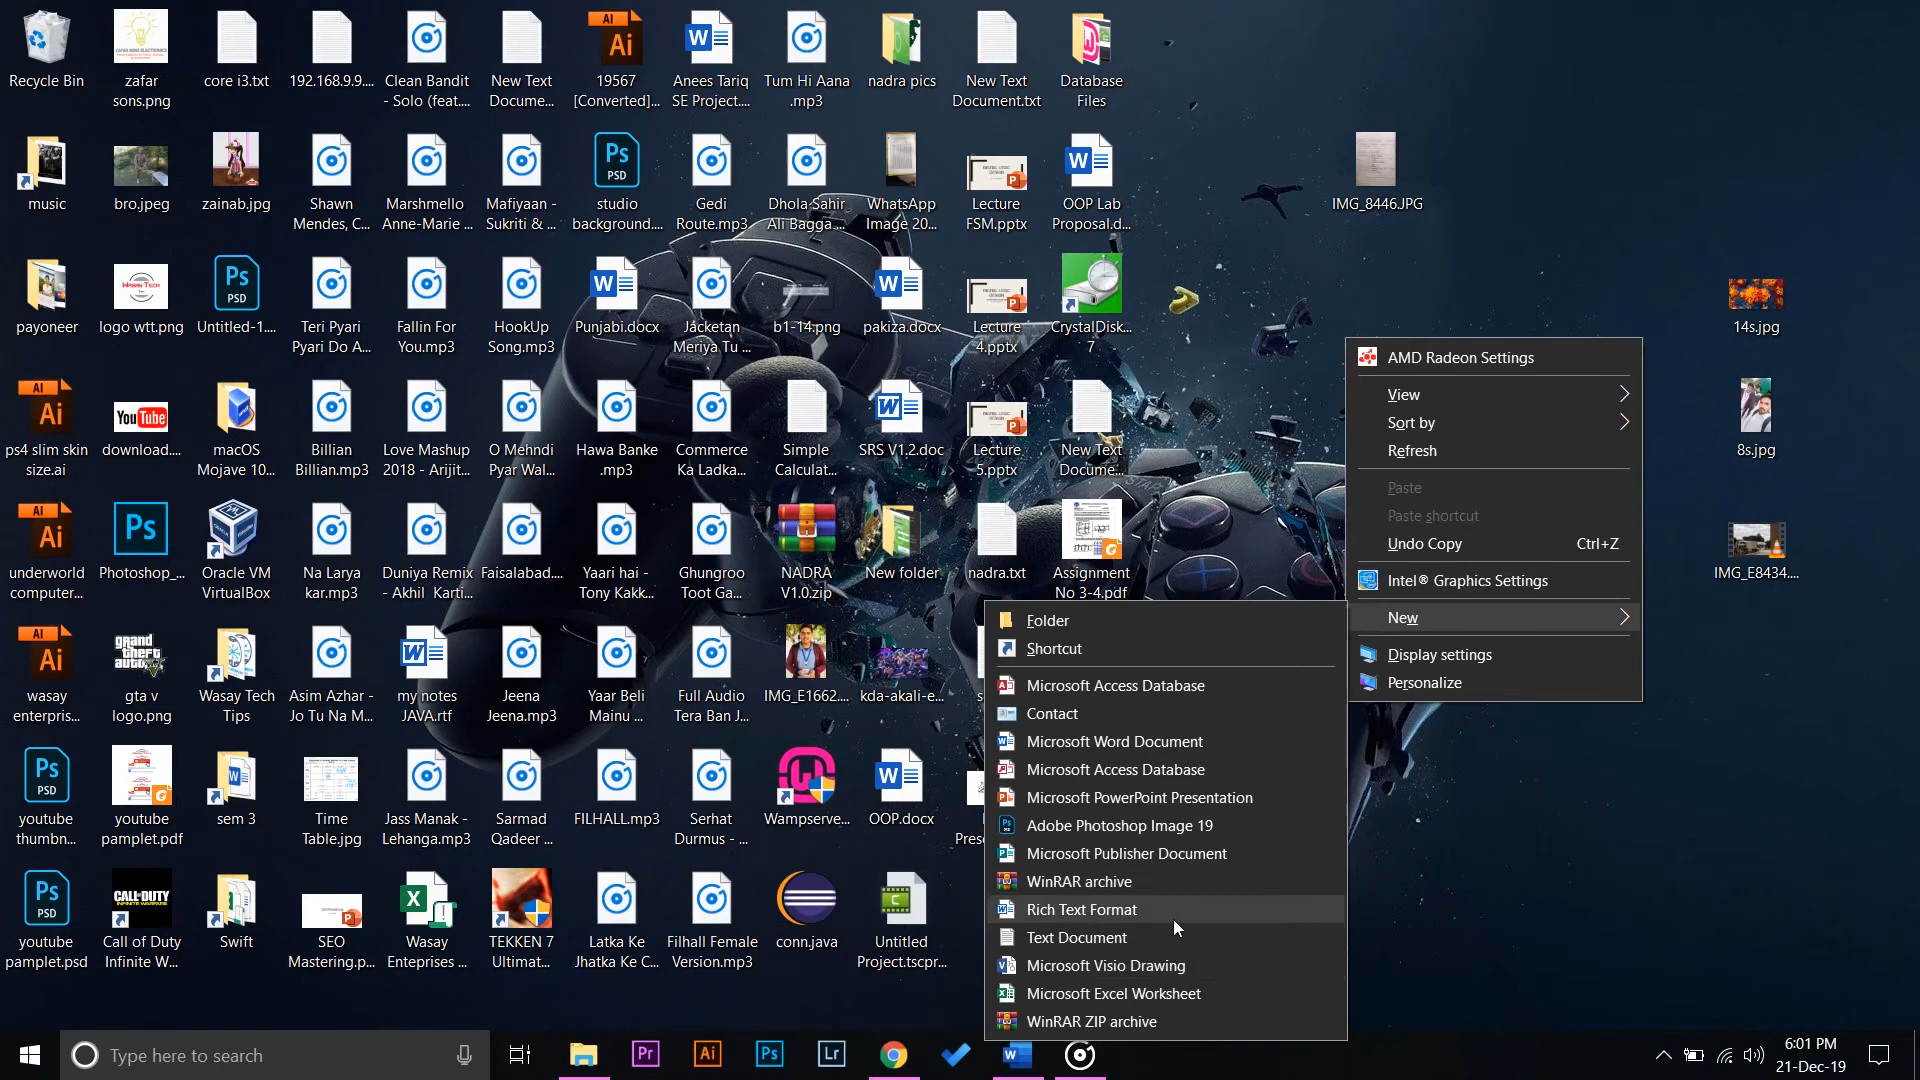 Recycle Bin
zafar
sons.png
core i3.txt
192.168.9.9....
Clean Bandit
- Solo (feat....
New Text
Docume...
19567
[Converted]...
Anees Tariq
SE Project....
Tum Hi Aana
.mp3
nadra pics
New Text
Document.txt
Database
Files
music
bro.jpeg
zainab.jpg
Shawn
Mendes, C...
Marshmello
Anne-Marie ...
Mafiyaan -
Sukriti & ...
studio
background....
Gedi
Route.mp3
Dhola Sahir
Ali Bagga ...
WhatsApp
Image 20...
Lecture
FSM.pptx
OOP Lab
Proposal.d...
IMG_8446.JPG
payoneer
logo wtt.png
Untitled-1....
Teri Pyari
Pyari Do A...
Fallin For
You.mp3
HookUp
Song.mp3
Punjabi.docx
Jacketan
Meriya Tu ...
b1-14.png
pakiza.docx
Lecture
4.pptx
CrystalDisk...
7
14s.jpg
ps4 slim skin
size.ai
download....
macOS
Mojave 10...
Billian
Billian.mp3
Love Mashup
2018 - Arijit...
O Mehndi
Pyar Wal...
Hawa Banke
.mp3
Commerce
Ka Ladka...
Simple
Calculat...
SRS V1.2.doc
Lecture
5.pptx
New Text
Docume...
8s.jpg
underworld
computer...
Photoshop_...
Oracle VM
VirtualBox
Na Larya
kar.mp3
Duniya Remix
- Akhil Karti...
Faisalabad....
Yaari hai -
Tony Kakk...
Ghungroo
Toot Ga...
NADRA
V1.0.zip
New folder
nadra.txt
Assignment
No 3-4.pdf
IMG_E8434....
wasay
enterpris...
gta v
logo.png
Wasay Tech
Tips
Asim Azhar -
Jo Tu Na M...
my notes
JAVA.rtf
Jeena
Jeena.mp3
Yaar Beli
Mainu ...
Full Audio
Tera Ban J...
IMG_E1662....
kda-akali-e...
youtube
thumbn...
youtube
pamplet.pdf
sem 3
Time
Table.jpg
Jass Manak -
Lehanga.mp3
Sarmad
Qadeer ...
FILHALL.mp3
Serhat
Durmus - ...
Wampserve...
OOP.docx
youtube
pamplet.psd
Call of Duty
Infinite W...
Swift
SEO
Mastering.p...
Wasay
Enteprises ...
TEKKEN 7
Ultimat...
Latka Ke
Jhatka Ke C...
Filhall Female
Version.mp3
conn.java
Untitled
Project.tscpr...
AMD Radeon Settings
View
Sort by
Refresh
Paste
Paste shortcut
Undo Copy Ctrl+Z
Intel® Graphics Settings
New
Display settings
Personalize
Folder
Shortcut
Microsoft Access Database
Contact
Microsoft Word Document
Microsoft Access Database
Microsoft PowerPoint Presentation
Adobe Photoshop Image 19
Microsoft Publisher Document
WinRAR archive
Rich Text Format
Text Document
Microsoft Visio Drawing
Microsoft Excel Worksheet
WinRAR ZIP archive
Type here to search
6:01 PM
21-Dec-19